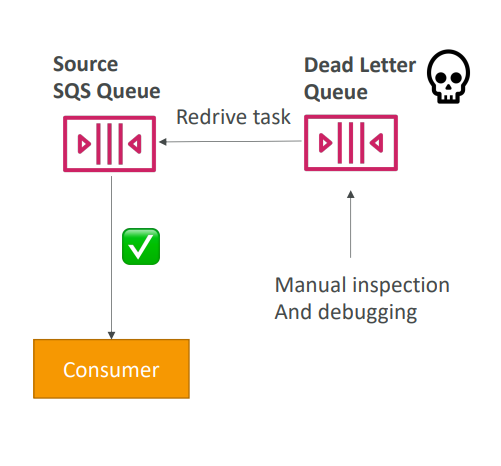 Source
SQS Queue
Dead Letter
Queue
Redrive task
Manual inspection
And debugging
Consumer